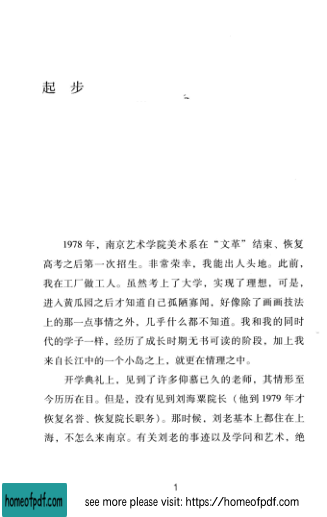 起 步
1978 年，南京艺术学院美术系在“文革”结束、恢复
高考之后第一次招生。非常荣幸，我能出人头地。此前，
我在工厂做工人。虽然考上了大学，实现了理想，可是，
进入黄瓜园之后才知道自己孤陋寡闻，好像除了画画技法
上的那一点事情之外，几乎什么都不知道。我和我的同时
代的学子一样，经历了成长时期无书可读的阶段，加上我
来自长江中的一个小岛之上，就更在情理之中。
开学典礼上，见到了许多仰慕已久的老师，其情形至
今历历在目。但是，没有见到刘海粟院长（他到 1979 年才
恢复名誉、恢复院长职务）。那时候，刘老基本上都住在上
海，不怎么来南京。有关刘老的事迹以及学问和艺术，绝
1
homeofpdf.com
see more please visit: https://homeofpdf.com